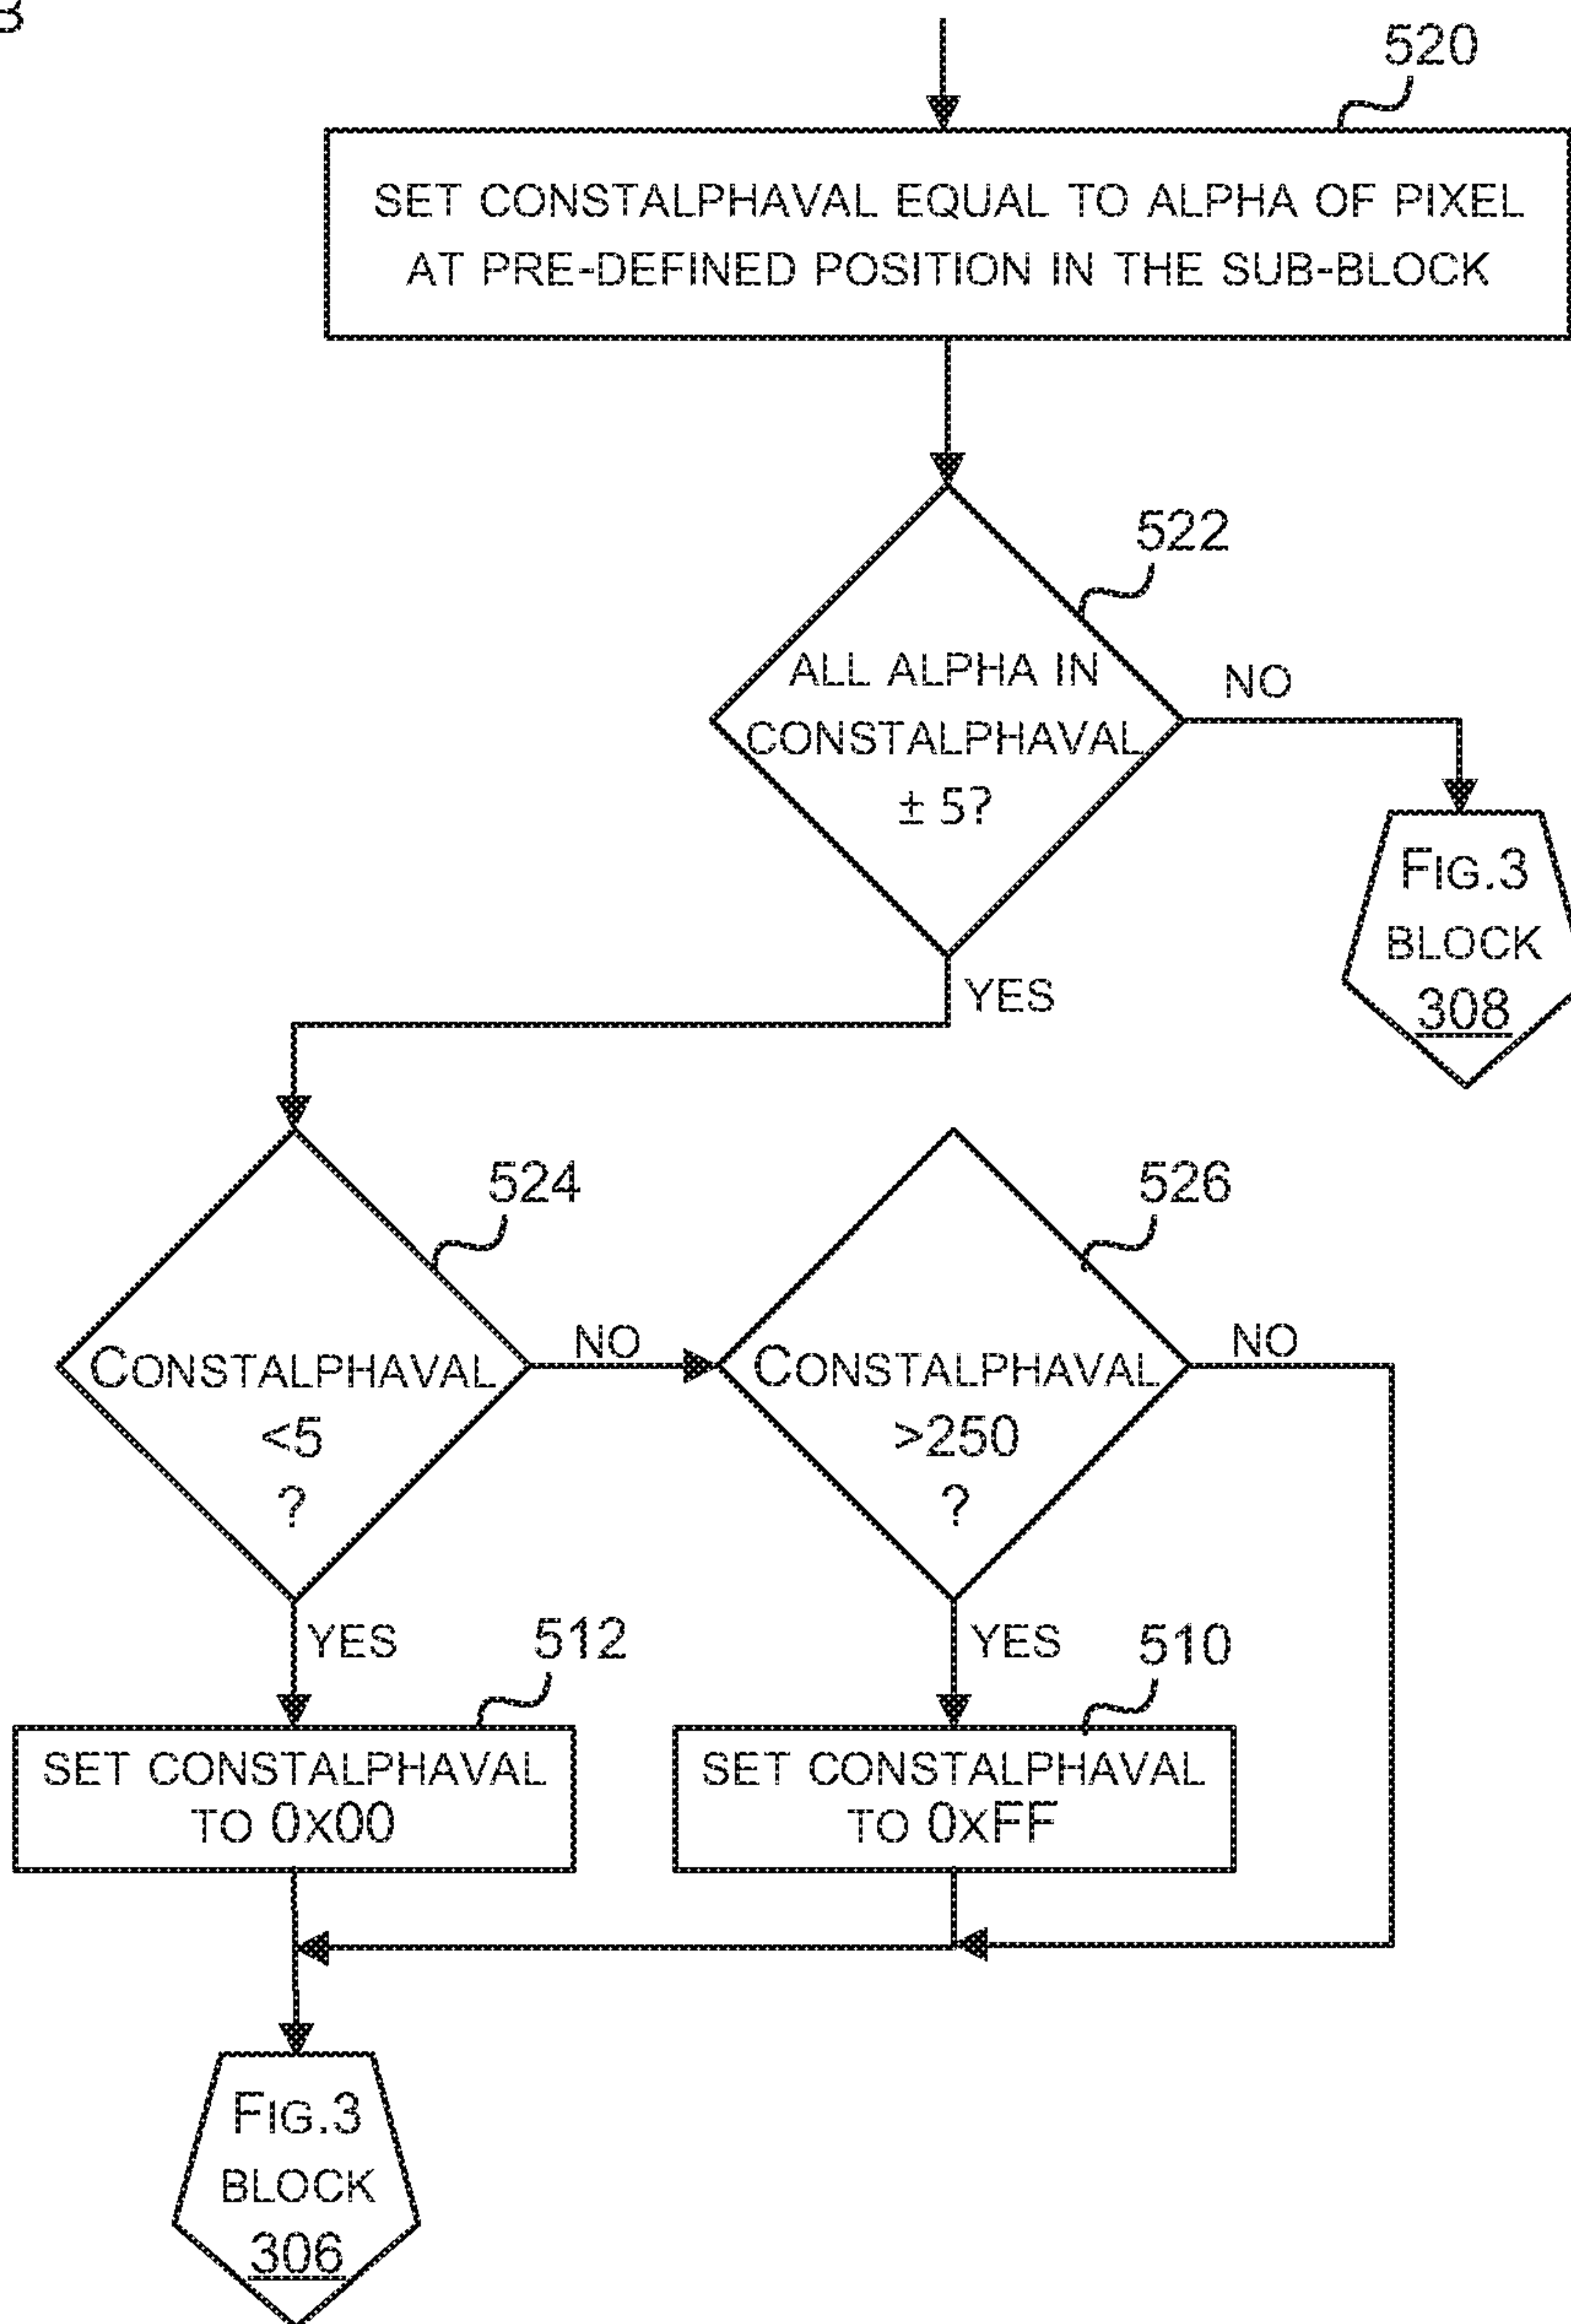 520
SET CONSTALPHAVAL EQUAL TO ALPHA OF PIXEL
AT PRE-DEFINED POSITION IN THE SUB-BLOCK
522
ALL ALPHA IN
CONSTALPHAVAL
± 5?
NO
FIG.3
BLOCK
308
YES
524
CONSTALPHAVAL
<5
?
NO
526
CONSTALPHAVAL
>250
?
NO
YES
512
SET CONSTALPHAVAL
TO 0X00
YES
510
SET CONSTALPHAVAL
TO 0XFF
FIG.3
BLOCK
306